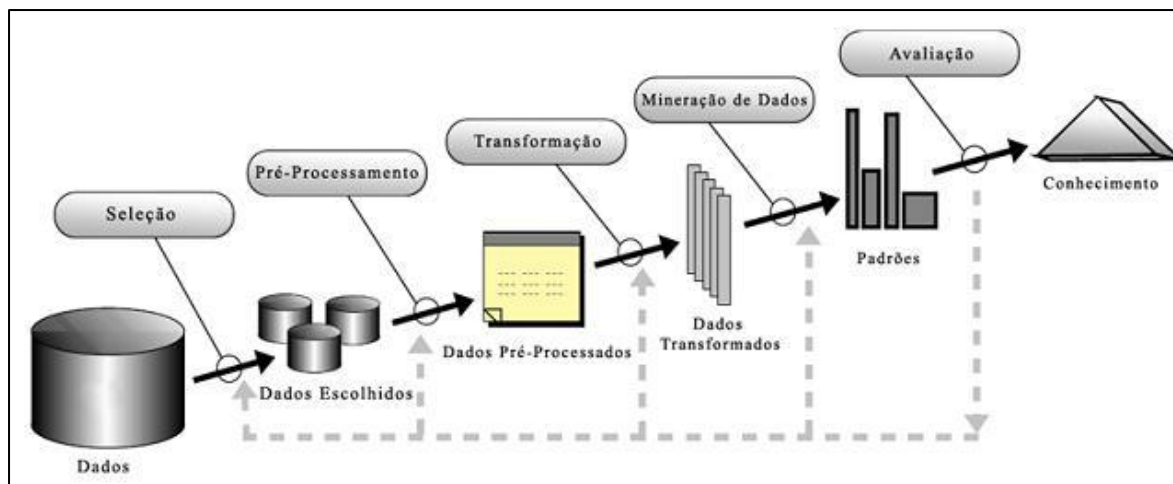 Avaliação
Mineração de Dados
Transformação
Pré-Processamento
Seleção
Conhecimento
Padrões
Dados
Transformados
Dados Pré-Processados
Dados Escolhidos
Dados